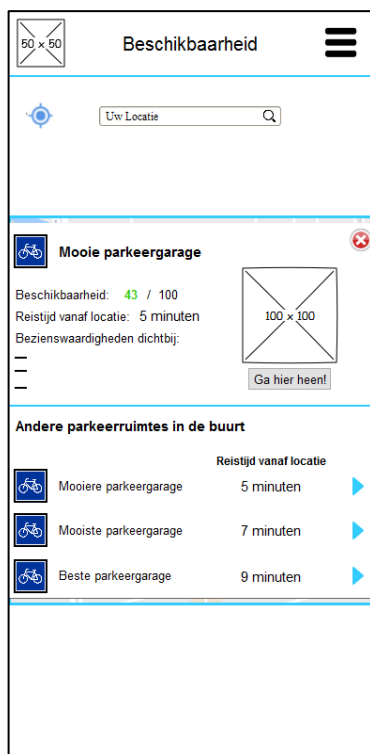 50 x 50
Beschikbaarheid
Uw Locatie
Mooie parkeergarage
Beschikbaarheid: 43 / 100
Reistijd vanaf locatie: 5 minuten
Bezienswaardigheden dichtbij:
100 x 100
Ga hier heen!
Andere parkeerruimtes in de buurt
Reistijd vanaf locatie
Mooiere parkeergarage 5 minuten
Mooiste parkeergarage 7 minuten
Beste parkeergarage 9 minuten